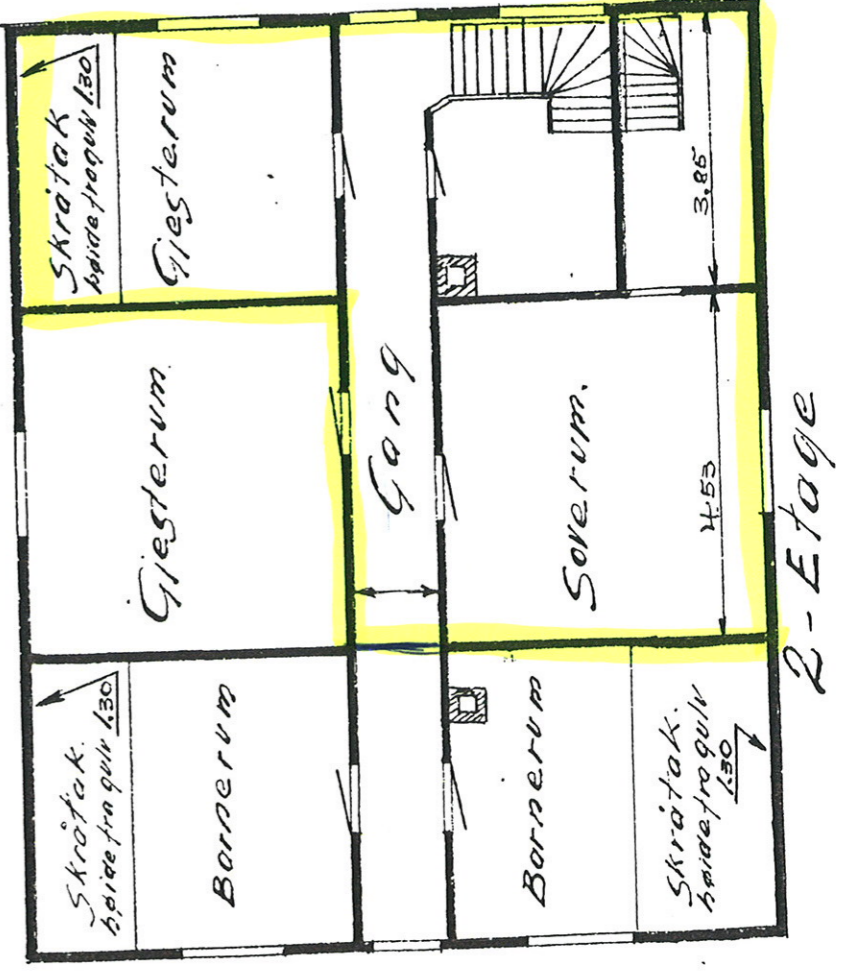 Skråtak
høide fra gulv 1.30
Gjesterum
Gjesterum
Gang
Soverum.
3.85
4.53
Skråtak.
høide fra gulv 1.30
Barnerum
Barnerum
Skråtak.
høide fra gulv
1.30
2-Etage